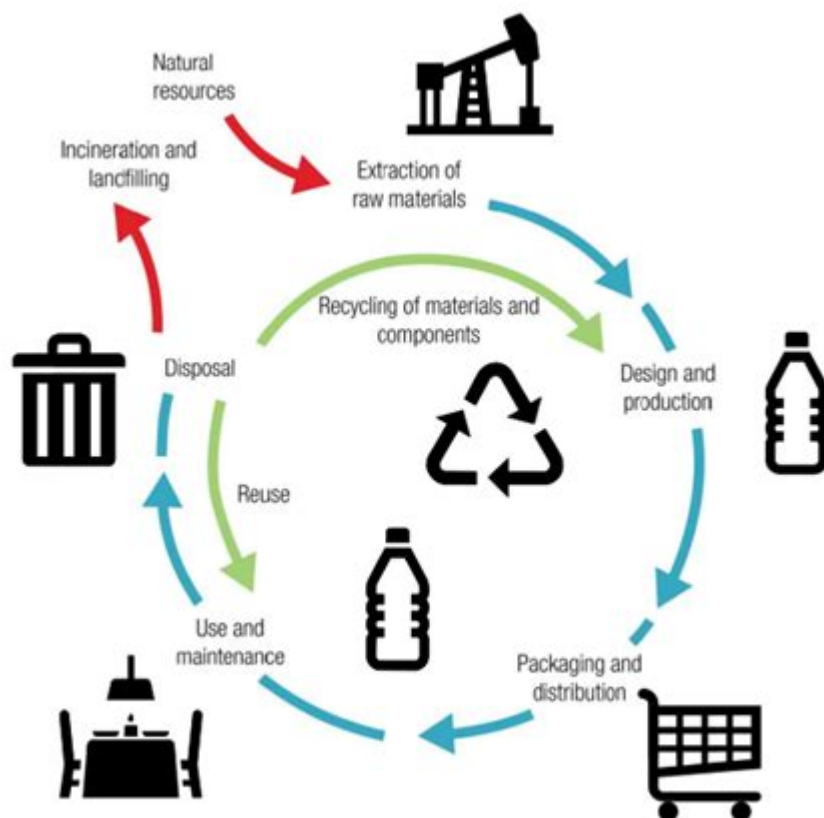 Natural
resources
Incineration and
landfilling
Extraction of
raw materials
Recycling of materials and
components
Disposal
Design and
production
Reuse
Use and
maintenance
Packaging and
distribution